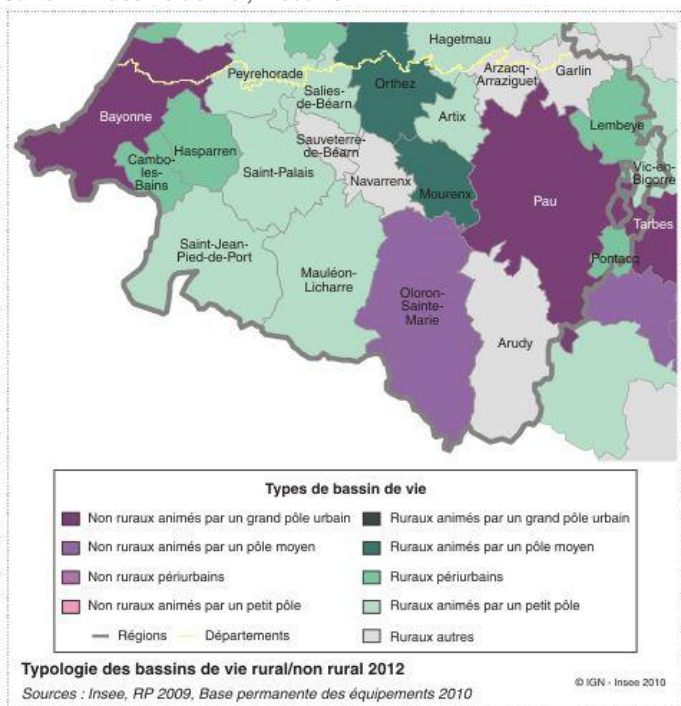 Hagetmau
Peyrehorade
Orthez
Arzacq-
Arraziguet
Garlin
Salies-
de-Béarn
Bayonne
Artix
Lembeye
Hasparren
Sauveterre-
de-Béarn
Cambo-
les-
Bains
Saint-Palais
Navarrenx
Vic-en-
Bigorre
Mourenx
Pau
Tarbes
Saint-Jean-
Pied-de-Port
Pontacq
Mauléon-
Licharre
Oloron-
Sainte-
Marie
Arudy
Types de bassin de vie
Non ruraux animés par un grand pôle urbain
Ruraux animés par un grand pôle urbain
Non ruraux animés par un pôle moyen
Ruraux animés par un pôle moyen
Non ruraux périurbains
Ruraux périurbains
Non ruraux animés par un petit pôle
Ruraux animés par un petit pôle
Régions
Départements
Ruraux autres
Typologie des bassins de vie rural/non rural 2012
© IGN - Insee 2010
Sources : Insee, RP 2009, Base permanente des équipements 2010